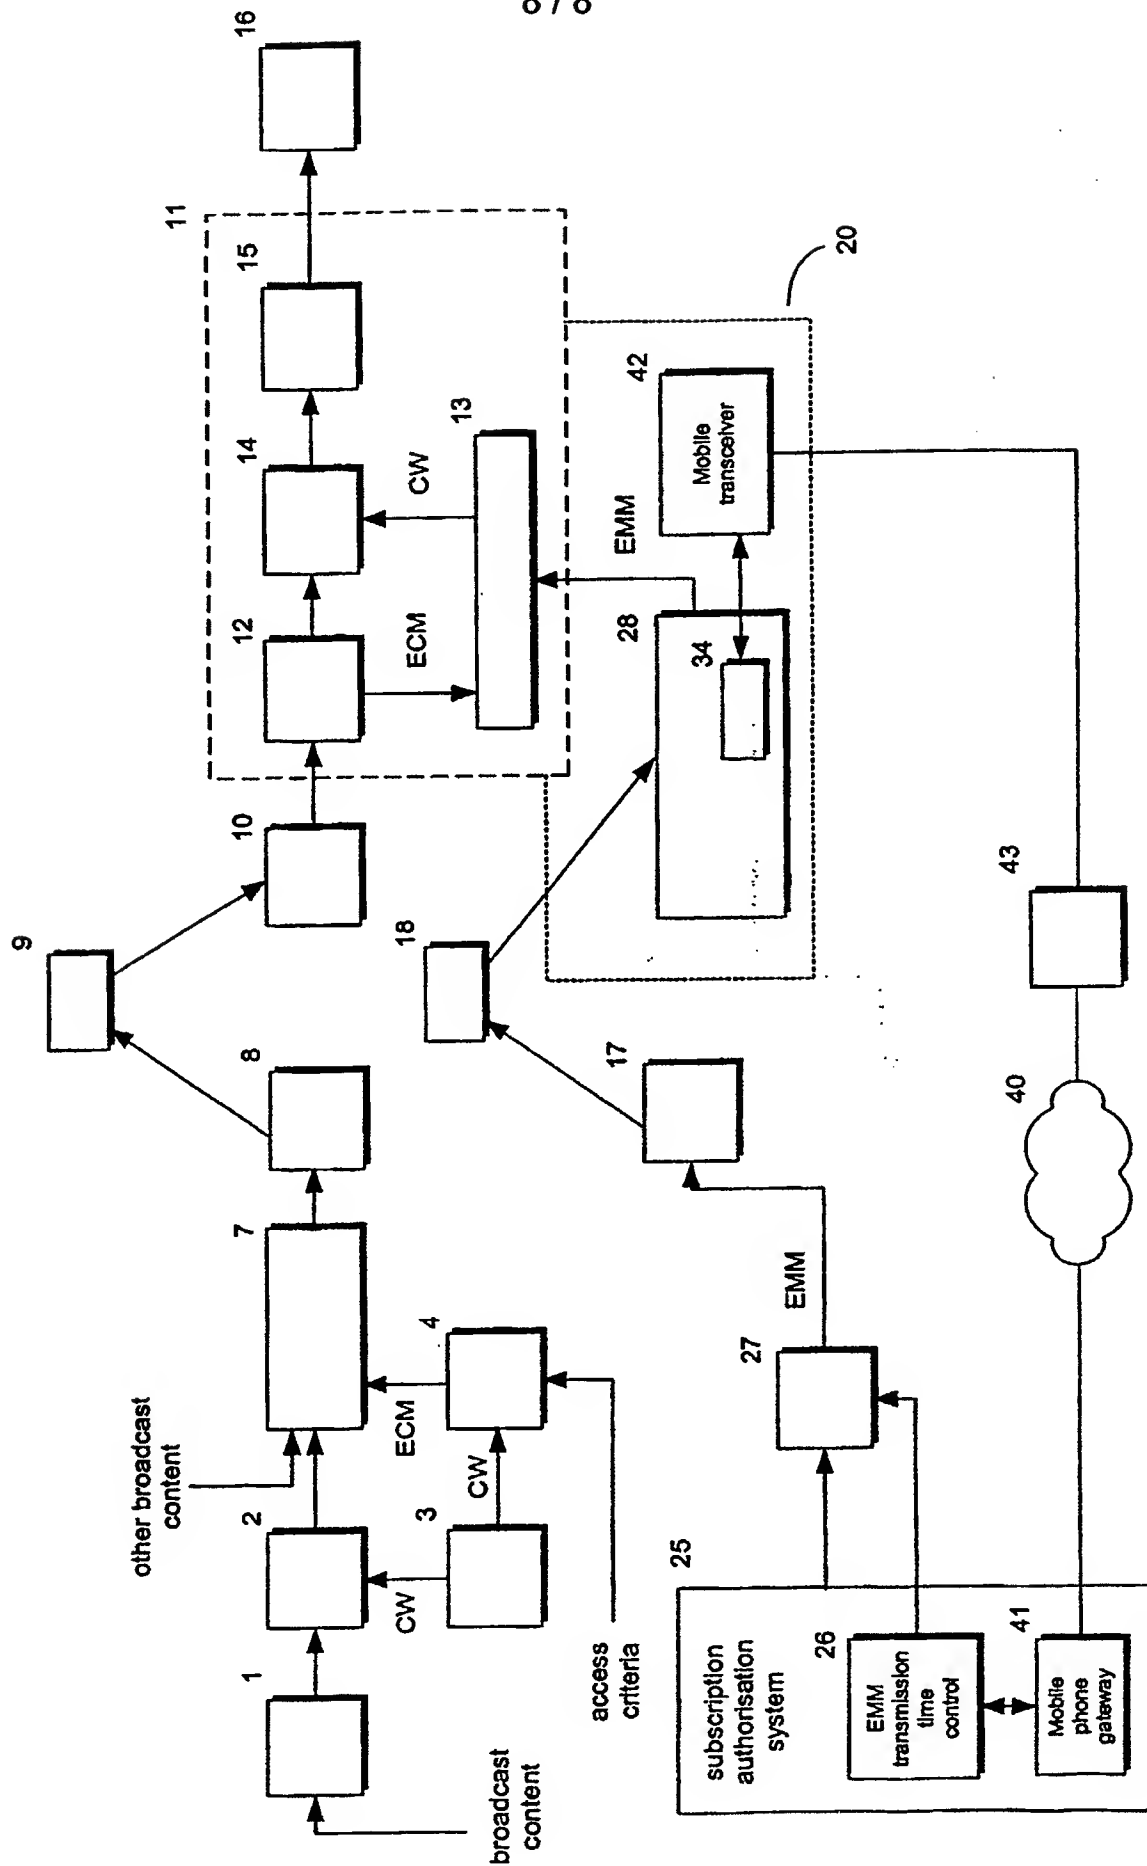 6 / 8
16
11
15
14
12
13
CW
ECM
10
9
20
42
Mobile
transceiver
EMM
28
34
18
8
17
43
40
7
other broadcast
content
2
4
ECM
CW
3
CW
1
broadcast
content
access
criteria
EMM
27
25
subscription
authorisation
system
26
EMM
transmission
time
control
41
Mobile
phone
gateway